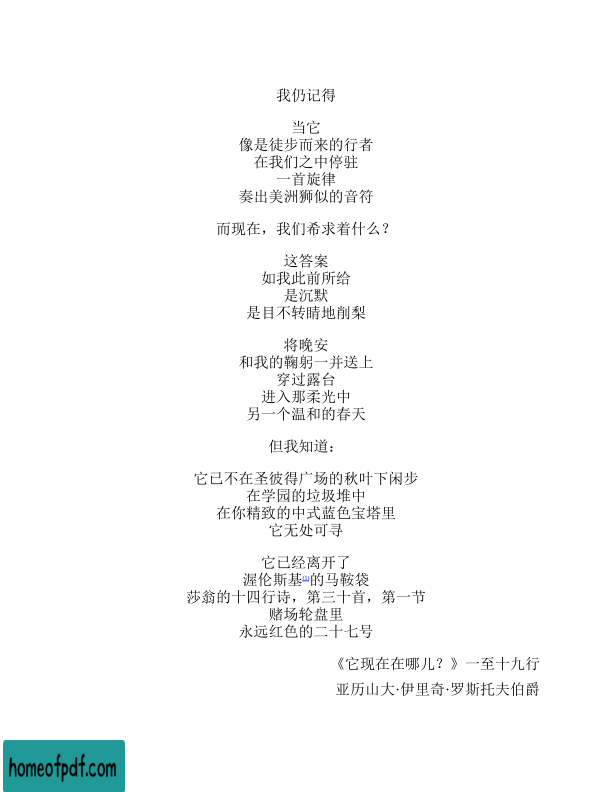 我仍记得
当它
像是徒步而来的行者
在我们之中停驻
一首旋律
奏出美洲狮似的音符
而现在，我们希求着什么？
这答案
如我此前所给
是沉默
是目不转睛地削梨
将晚安
和我的鞠躬一并送上
穿过露台
进入那柔光中
另一个温和的春天
但我知道：
它已不在圣彼得广场的秋叶下闲步
在学园的垃圾堆中
在你精致的中式蓝色宝塔里
它无处可寻
它已经离开了
渥伦斯基[1]的马鞍袋
莎翁的十四行诗，第三十首，第一节
赌场轮盘里
永远红色的二十七号
《它现在在哪儿？》一至十九行
亚历山大·伊里奇·罗斯托夫伯爵
homeofpdf.com